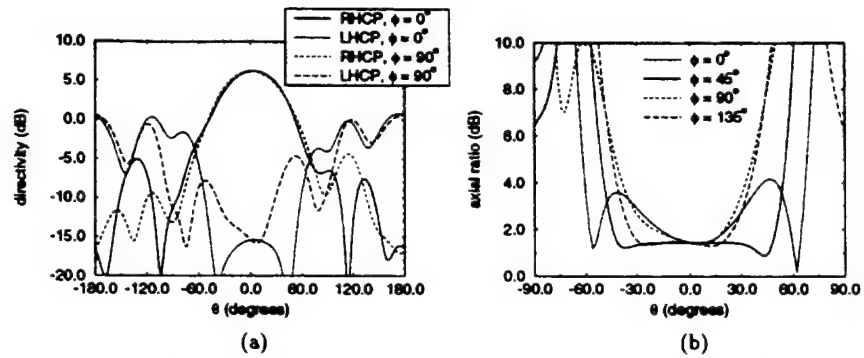 RHCP, ϕ = 0°
LHCP, ϕ = 0°
RHCP, ϕ = 90°
LHCP, ϕ = 90°
10.0
5.0
0.0
-5.0
-10.0
-15.0
-20.0
directivity (dB)
-180.0 -120.0 -60.0 0.0 60.0 120.0 180.0
θ (degrees)
(a)
ϕ = 0°
ϕ = 45°
ϕ = 90°
ϕ = 135°
10.0
8.0
6.0
4.0
2.0
0.0
axial ratio (dB)
-90.0 -60.0 -30.0 0.0 30.0 60.0 90.0
θ (degrees)
(b)